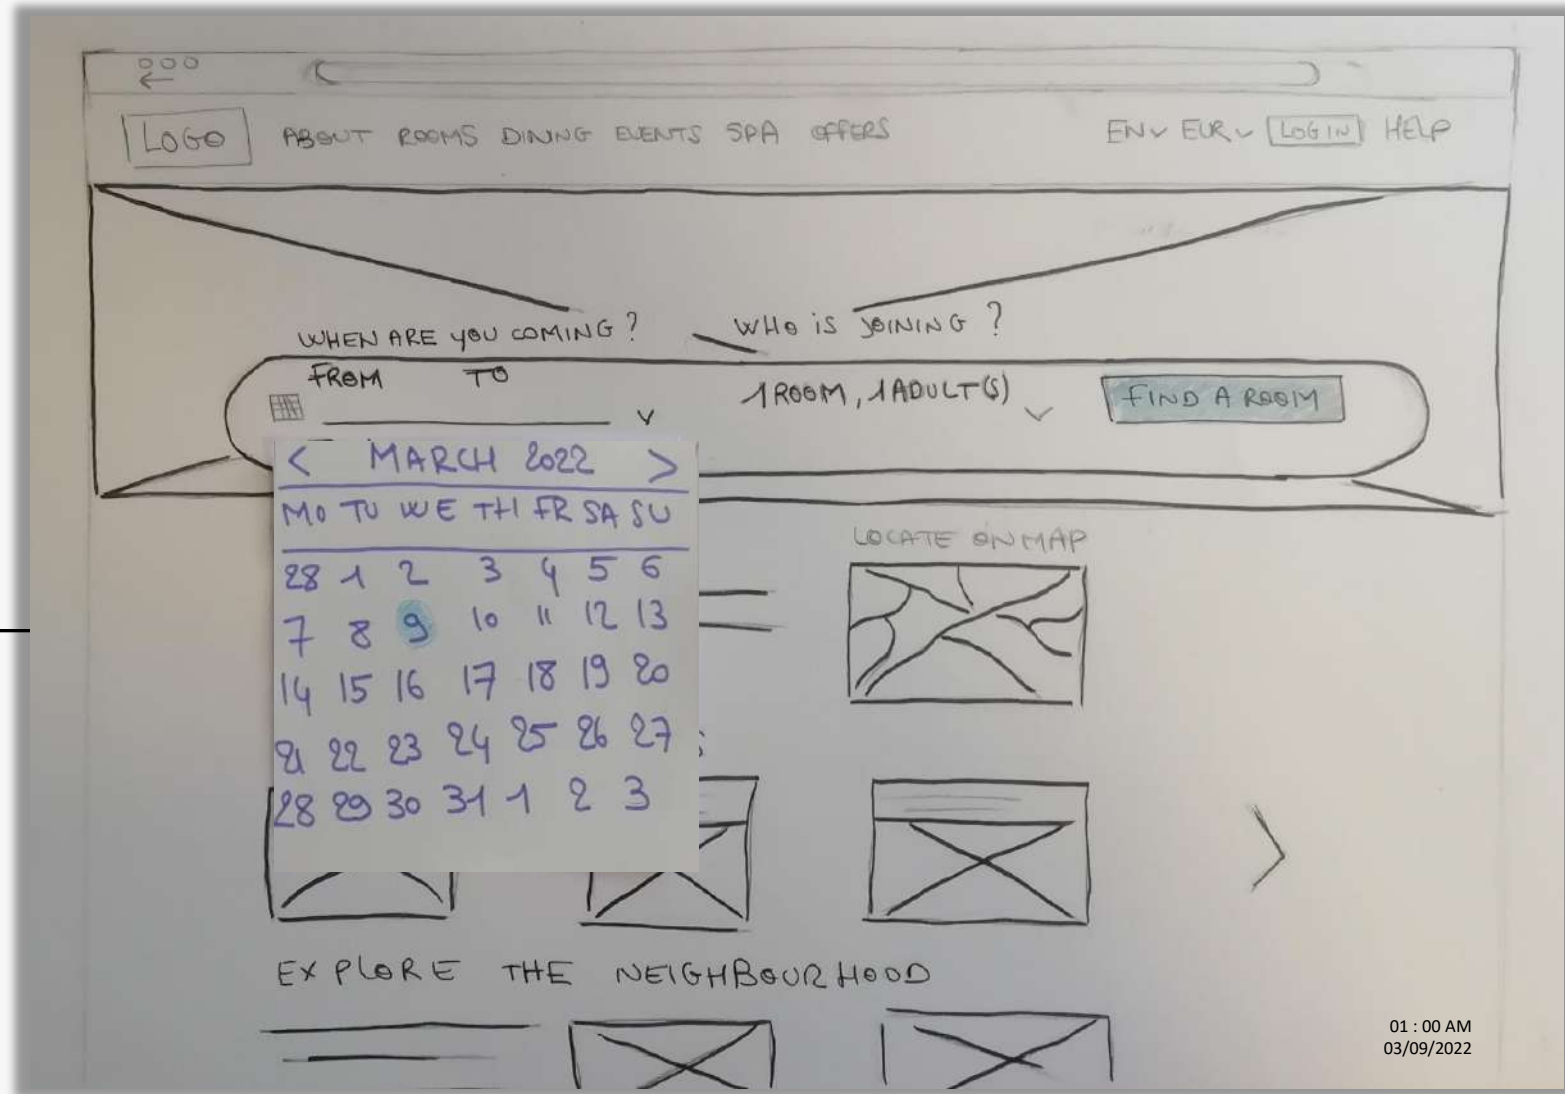 LOGO ABOUT ROOMS DINING EVENTS SPA OFFERS EN EUR LOG IN HELP
WHEN ARE YOU COMING? WHO IS JOINING?
FROM TO
1 ROOM, 1 ADULT(S) FIND A ROOM
< MARCH 2022 >
MO TU WE TH FR SA SU
28 1 2 3 4 5 6
7 8 9 10 11 12 13
14 15 16 17 18 19 20
21 22 23 24 25 26 27
28 29 30 31 1 2 3
LOCATE ON MAP
EXPLORE THE NEIGHBOURHOOD
01 : 00 AM
03/09/2022